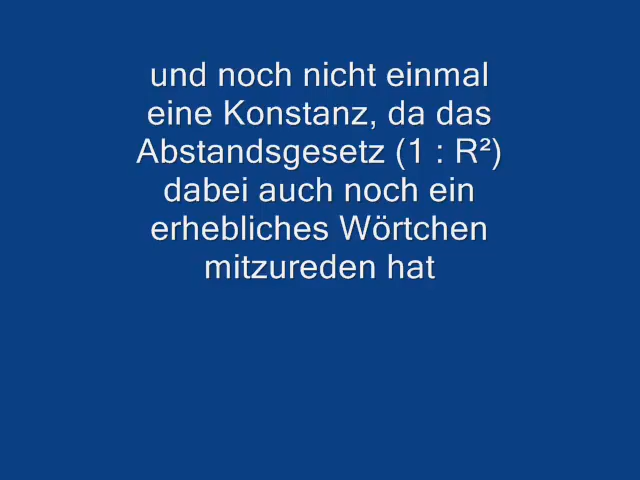 und noch nicht einmal
eine Konstanz, da das
Abstandsgesetz (1 : R²)
dabei auch noch ein
erhebliches Wörtchen
mitzureden hat